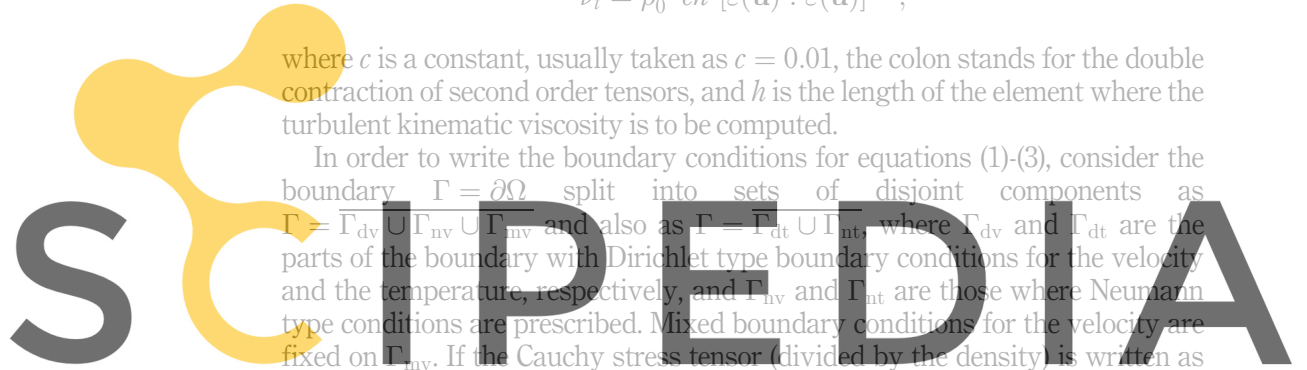 where c is a constant, usually taken as c = 0.01, the colon stands for the double
contraction of second order tensors, and h is the length of the element where the
turbulent kinematic viscosity is to be computed.
In order to write the boundary conditions for equations (1)-(3), consider the
boundary Γ = ∂Ω split into sets of disjoint components as
Γ = Γdv ∪ Γnv ∪ Γmv and also as Γ = Γdt ∪ Γnt, where Γdv and Γdt are the
parts of the boundary with Dirichlet type boundary conditions for the velocity
and the temperature, respectively, and Γnv and Γnt are those where Neumann
type conditions are prescribed. Mixed boundary conditions for the velocity are
fixed on Γmv. If the Cauchy stress tensor (divided by the density) is written as
SCIPEDIA